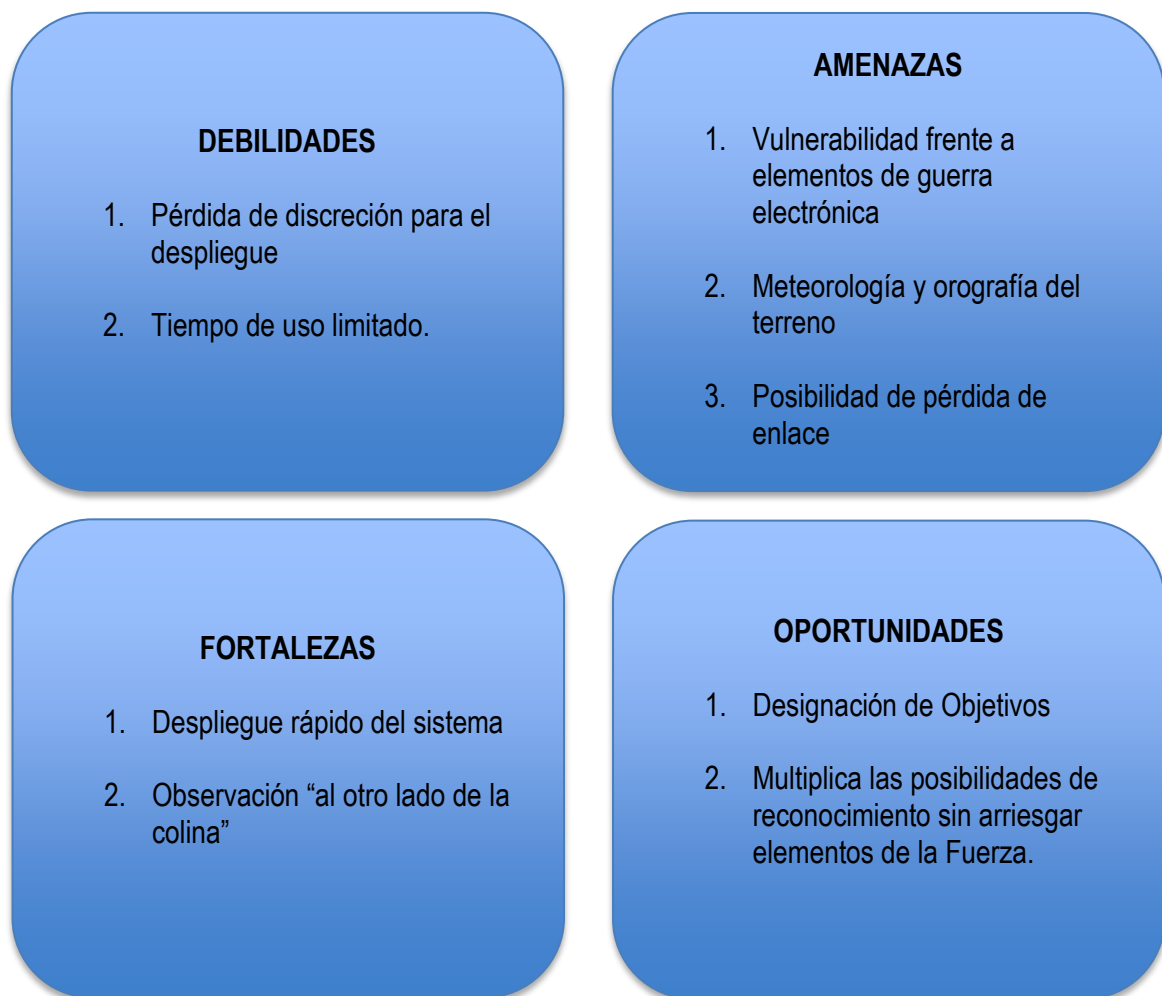 DEBILIDADES
1. Pérdida de discreción para el
despliegue
2. Tiempo de uso limitado.
AMENAZAS
1. Vulnerabilidad frente a
elementos de guerra
electrónica
2. Meteorología y orografía del
terreno
3. Posibilidad de pérdida de
enlace
FORTALEZAS
1. Despliegue rápido del sistema
2. Observación “al otro lado de la
colina”
OPORTUNIDADES
1. Designación de Objetivos
2. Multiplica las posibilidades de
reconocimiento sin arriesgar
elementos de la Fuerza.